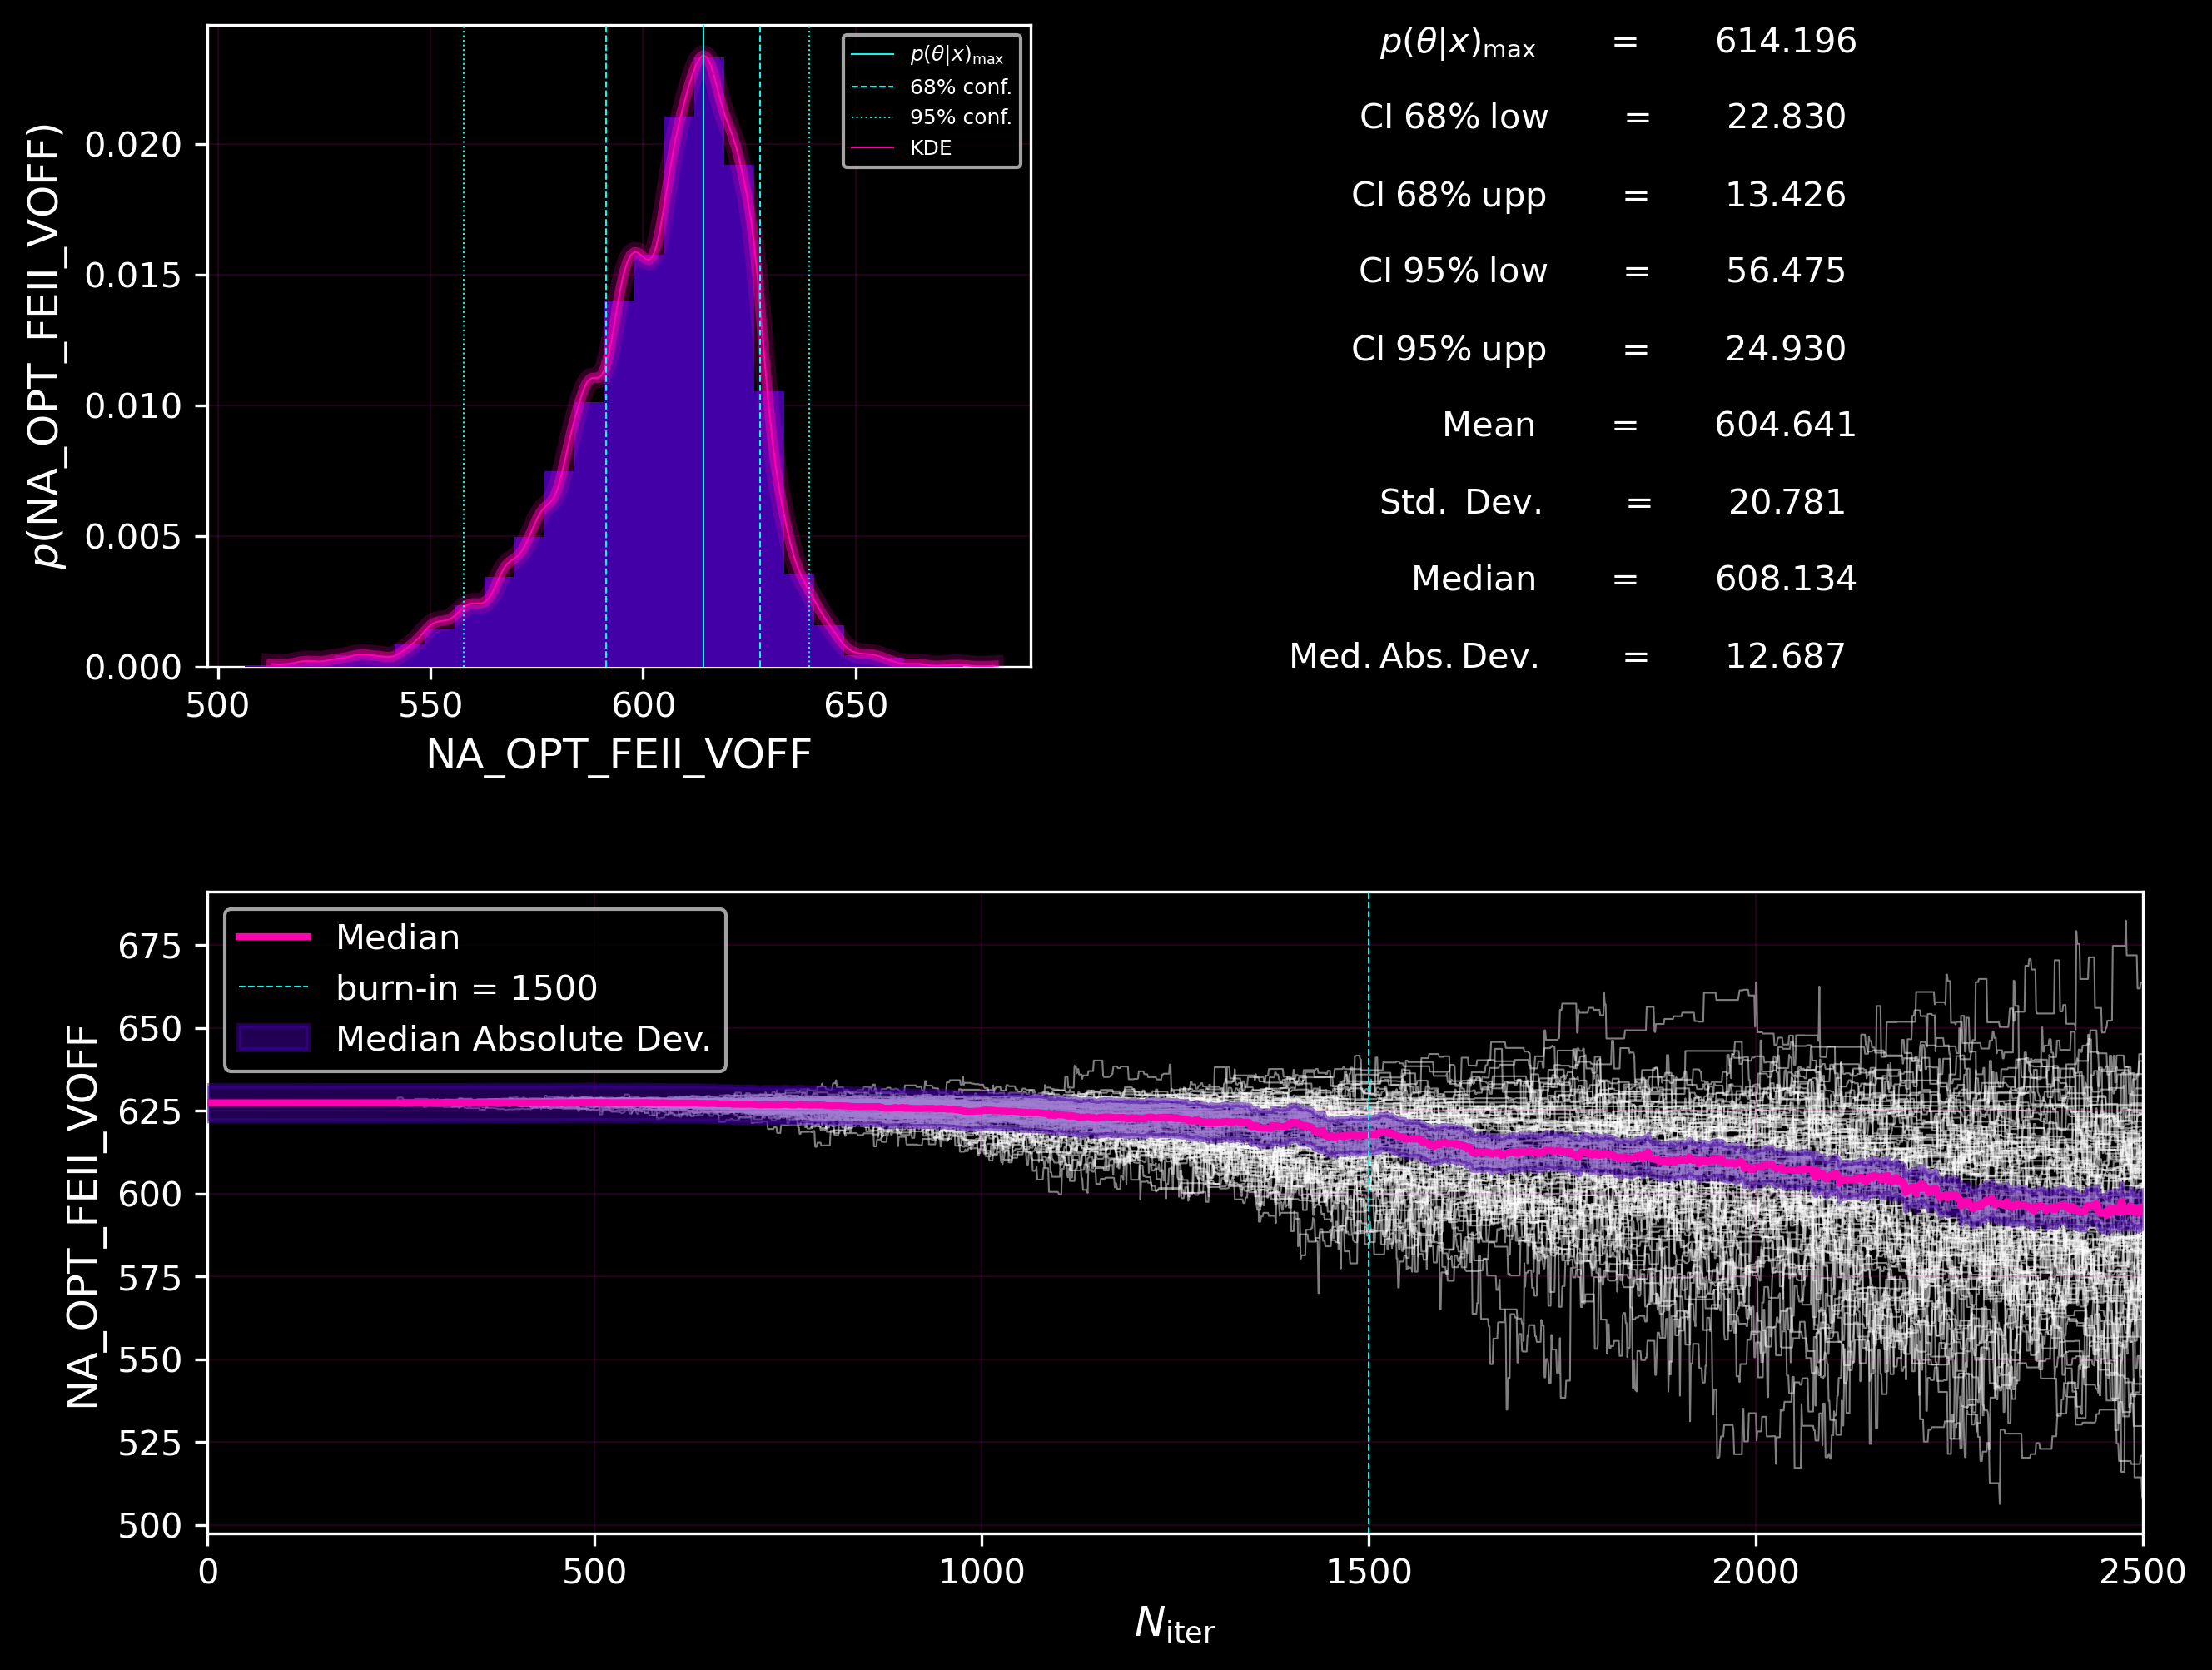 p(NA_OPT_FEII_VOFF)
0.020
0.015
0.010
0.005
0.000
500 550 600 650
NA_OPT_FEII_VOFF
p(θ|x)max
68% conf.
95% conf.
KDE
p(θ|x)max = 614.196
CI 68% low = 22.830
CI 68% upp = 13.426
CI 95% low = 56.475
CI 95% upp = 24.930
Mean = 604.641
Std. Dev. = 20.781
Median = 608.134
Med. Abs. Dev. = 12.687
NA_OPT_FEII_VOFF
675
650
625
600
575
550
525
500
Median
burn-in = 1500
Median Absolute Dev.
0 500 1000 1500 2000 2500
Niter